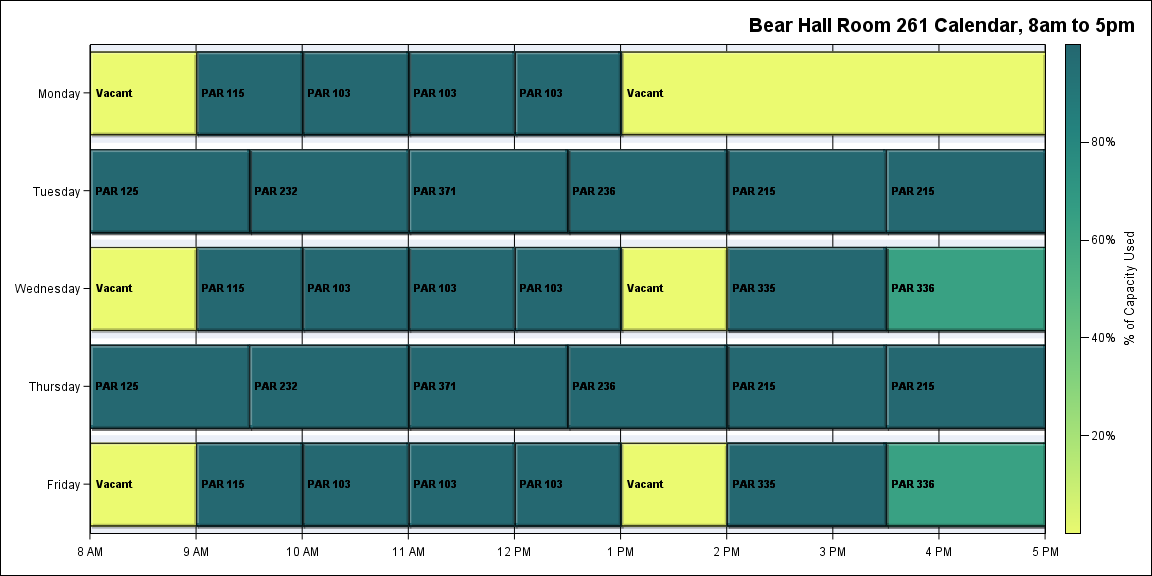 Bear Hall Room 261 Calendar, 8am to 5pm
Monday
Vacant
PAR 115
PAR 103
PAR 103
PAR 103
Vacant
Tuesday
PAR 125
PAR 232
PAR 371
PAR 236
PAR 215
PAR 215
Wednesday
Vacant
PAR 115
PAR 103
PAR 103
PAR 103
Vacant
PAR 335
PAR 336
Thursday
PAR 125
PAR 232
PAR 371
PAR 236
PAR 215
PAR 215
Friday
Vacant
PAR 115
PAR 103
PAR 103
PAR 103
Vacant
PAR 335
PAR 336
8 AM
9 AM
10 AM
11 AM
12 PM
1 PM
2 PM
3 PM
4 PM
5 PM
80%
60%
40%
20%
% of Capacity Used